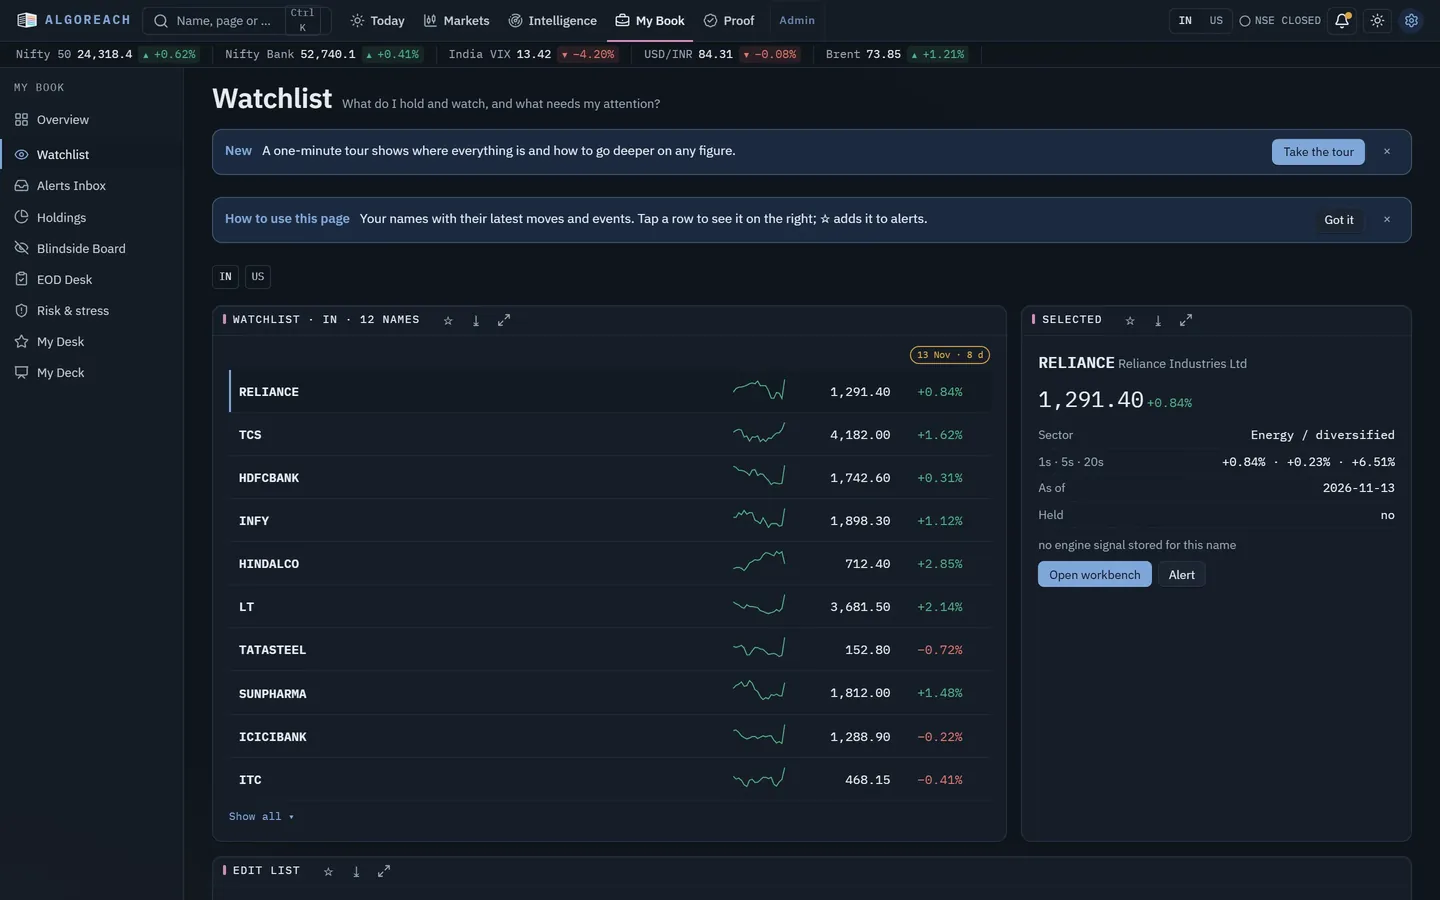 ALGOREACH
Name, page or ...
Ctrl K
Today
Markets
Intelligence
My Book
Proof
Admin
IN US
NSE CLOSED
Nifty 50 24,318.4 ▲ +0.62%
Nifty Bank 52,740.1 ▲ +0.41%
India VIX 13.42 ▼ −4.20%
USD/INR 84.31 ▼ −0.08%
Brent 73.85 ▲ +1.21%
MY BOOK
Overview
Watchlist
Alerts Inbox
Holdings
Blindside Board
EOD Desk
Risk & stress
My Desk
My Deck
Watchlist What do I hold and watch, and what needs my attention?
New A one-minute tour shows where everything is and how to go deeper on any figure.
Take the tour ×
How to use this page Your names with their latest moves and events. Tap a row to see it on the right; ☆ adds it to alerts.
Got it ×
IN US
WATCHLIST · IN · 12 NAMES
13 Nov · 8 d
RELIANCE 1,291.40 +0.84%
TCS 4,182.00 +1.62%
HDFCBANK 1,742.60 +0.31%
INFY 1,898.30 +1.12%
HINDALCO 712.40 +2.85%
LT 3,681.50 +2.14%
TATASTEEL 152.80 −0.72%
SUNPHARMA 1,812.00 +1.48%
ICICIBANK 1,288.90 −0.22%
ITC 468.15 −0.41%
Show all ▾
SELECTED
RELIANCE Reliance Industries Ltd
1,291.40 +0.84%
Sector Energy / diversified
1s · 5s · 20s +0.84% · +0.23% · +6.51%
As of 2026-11-13
Held no
no engine signal stored for this name
Open workbench Alert
EDIT LIST